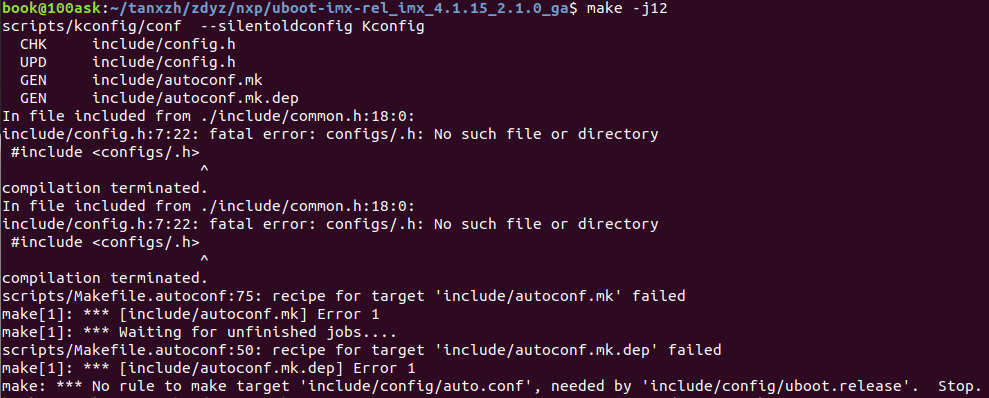 book@100ask:~/tanxzh/zdyz/nxp/uboot-imx-rel_imx_4.1.15_2.1.0_ga$ make -j12
scripts/kconfig/conf  --silentoldconfig Kconfig
  CHK     include/config.h
  UPD     include/config.h
  GEN     include/autoconf.mk
  GEN     include/autoconf.mk.dep
In file included from ./include/common.h:18:0:
include/config.h:7:22: fatal error: configs/.h: No such file or directory
 #include <configs/.h>
                      ^
compilation terminated.
In file included from ./include/common.h:18:0:
include/config.h:7:22: fatal error: configs/.h: No such file or directory
 #include <configs/.h>
                      ^
compilation terminated.
scripts/Makefile.autoconf:75: recipe for target 'include/autoconf.mk' failed
make[1]: *** [include/autoconf.mk] Error 1
make[1]: *** Waiting for unfinished jobs....
scripts/Makefile.autoconf:50: recipe for target 'include/autoconf.mk.dep' failed
make[1]: *** [include/autoconf.mk.dep] Error 1
make: *** No rule to make target 'include/config/auto.conf', needed by 'include/config/uboot.release'.  Stop.